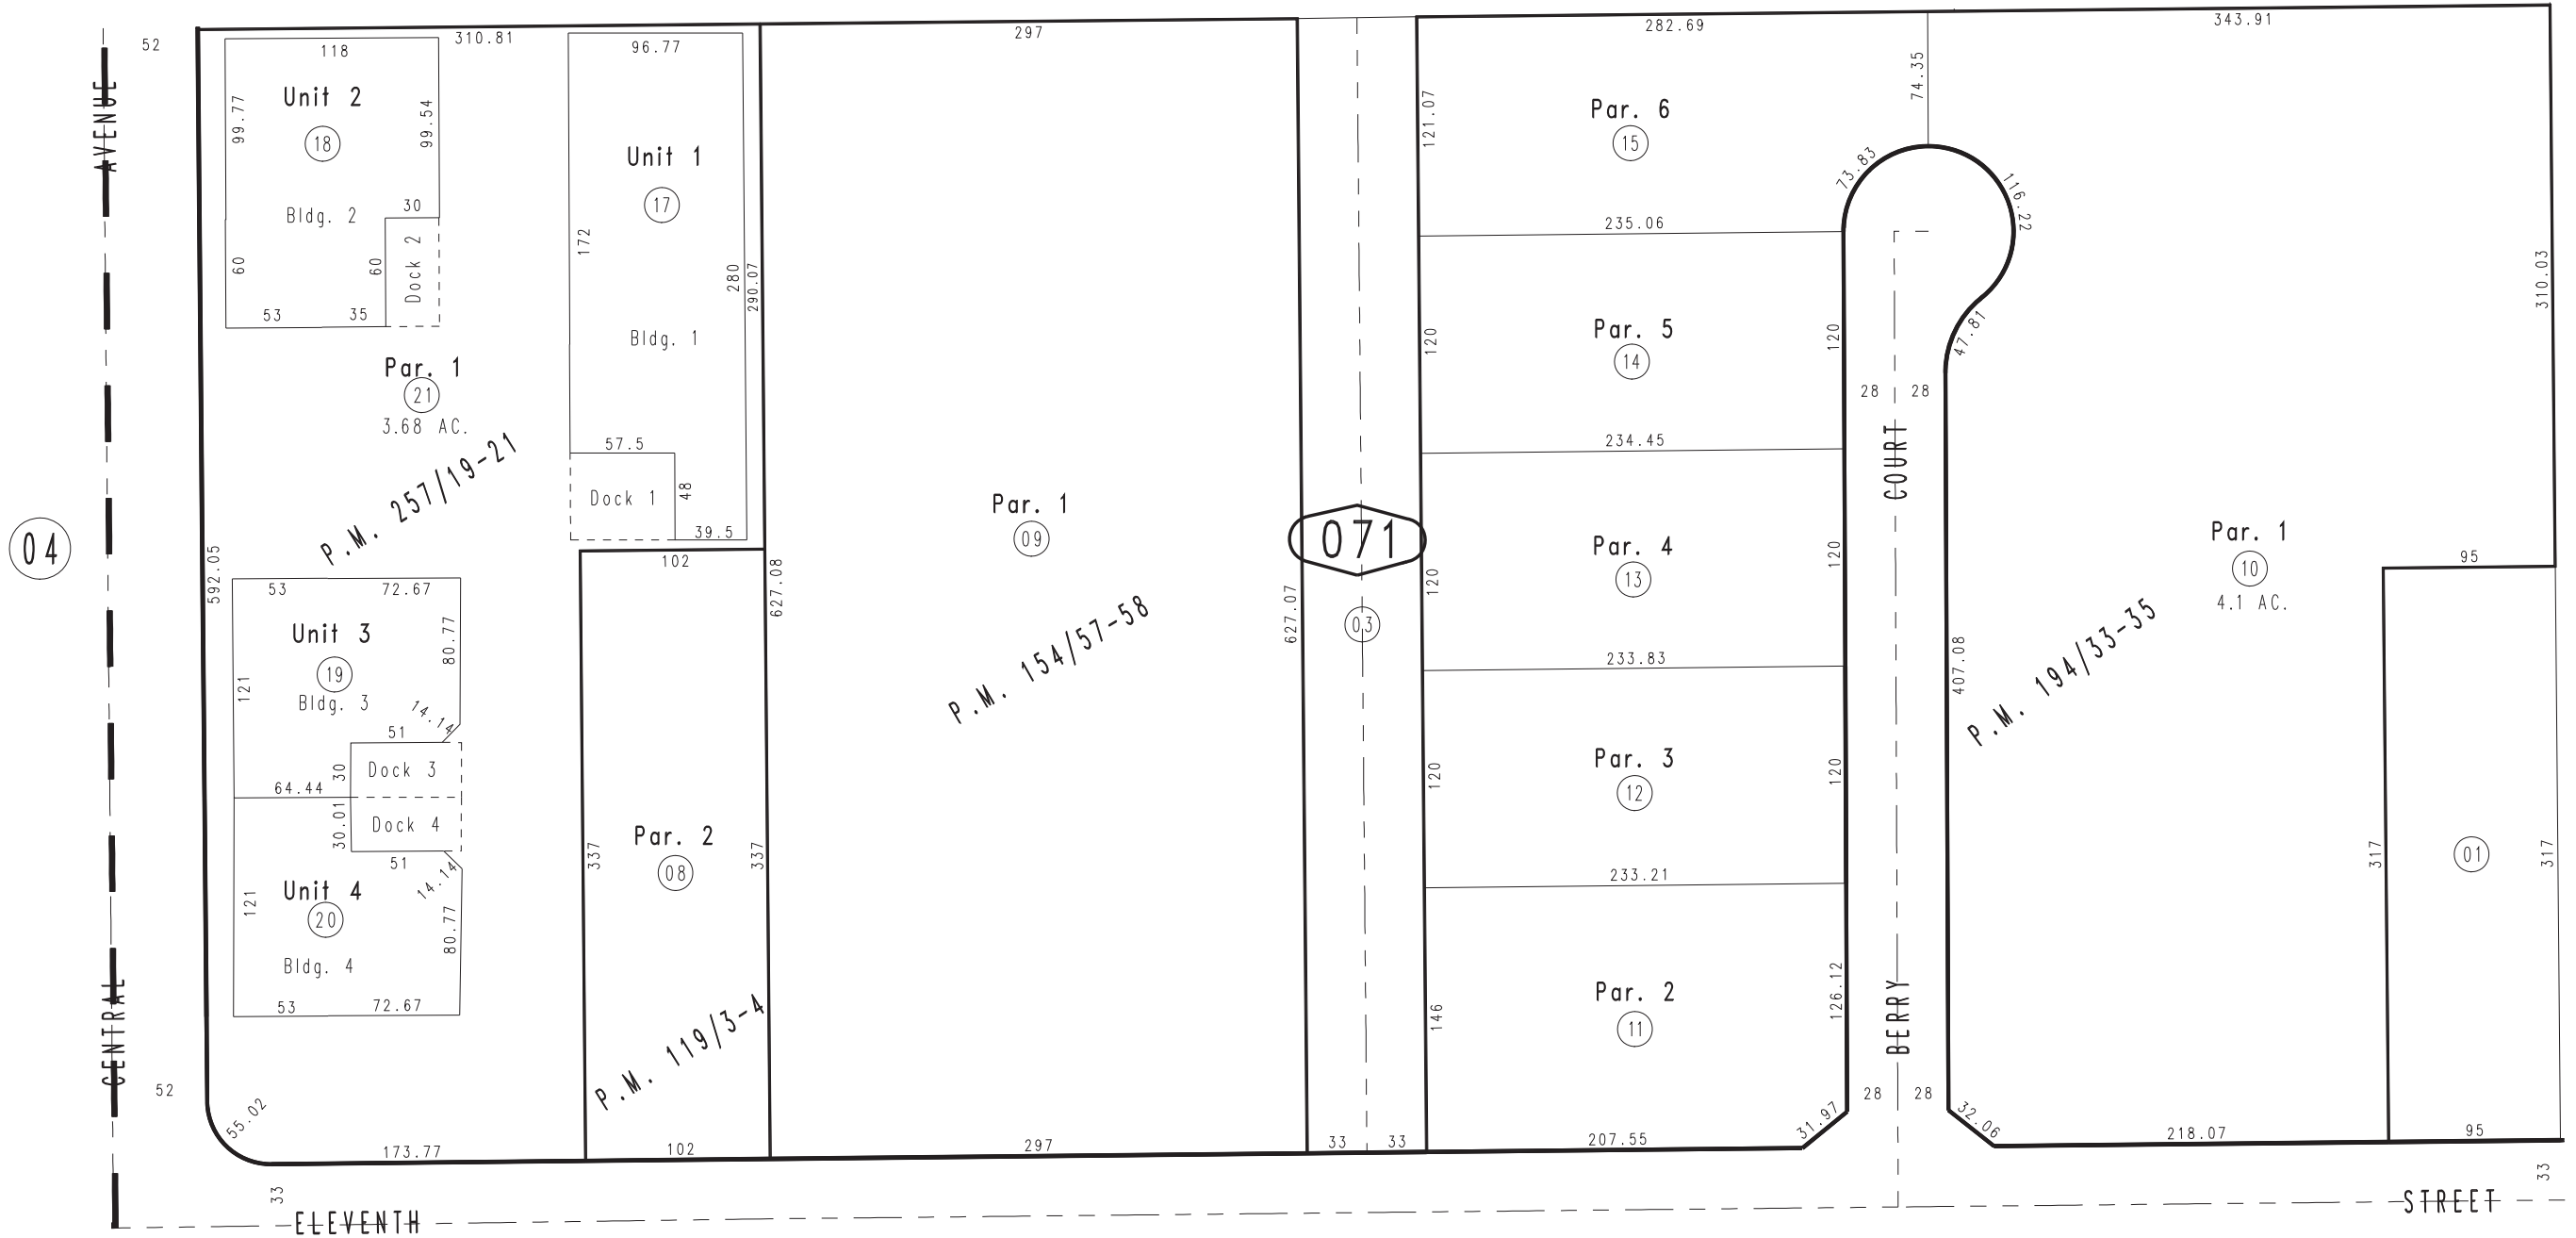 52
AVENUE
118
310.81
96.77
297
282.69
343.91
Unit 2
18
99.77
99.54
Bldg. 2
30
60
60
Dock 2
53
35
Unit 1
17
172
280
290.07
Bldg. 1
57.5
Dock 1
48
39.5
Par. 1
21
3.68 AC.
P.M. 257/19-21
04
592.05
102
627.08
53
72.67
Unit 3
19
Bldg. 3
121
80.77
14.14
51
30
Dock 3
64.44
30.01
Dock 4
51
14.14
Unit 4
20
121
80.77
Bldg. 4
53
72.67
CENTRAL
52
55.02
173.77
337
337
Par. 2
08
P.M. 119/3-4
102
Par. 1
09
P.M. 154/57-58
297
627.07
071
03
33
33
Par. 6
15
121.07
74.35
73.83
116.22
235.06
Par. 5
14
120
120
47.81
234.45
28
28
COURT
Par. 4
13
120
120
233.83
Par. 3
12
120
120
233.21
Par. 2
11
146
126.12
BERRY
28
28
207.55
31.97
32.06
407.08
310.03
Par. 1
10
4.1 AC.
P.M. 194/33-35
95
317
01
317
218.07
95
33
ELEVENTH
STREET
33